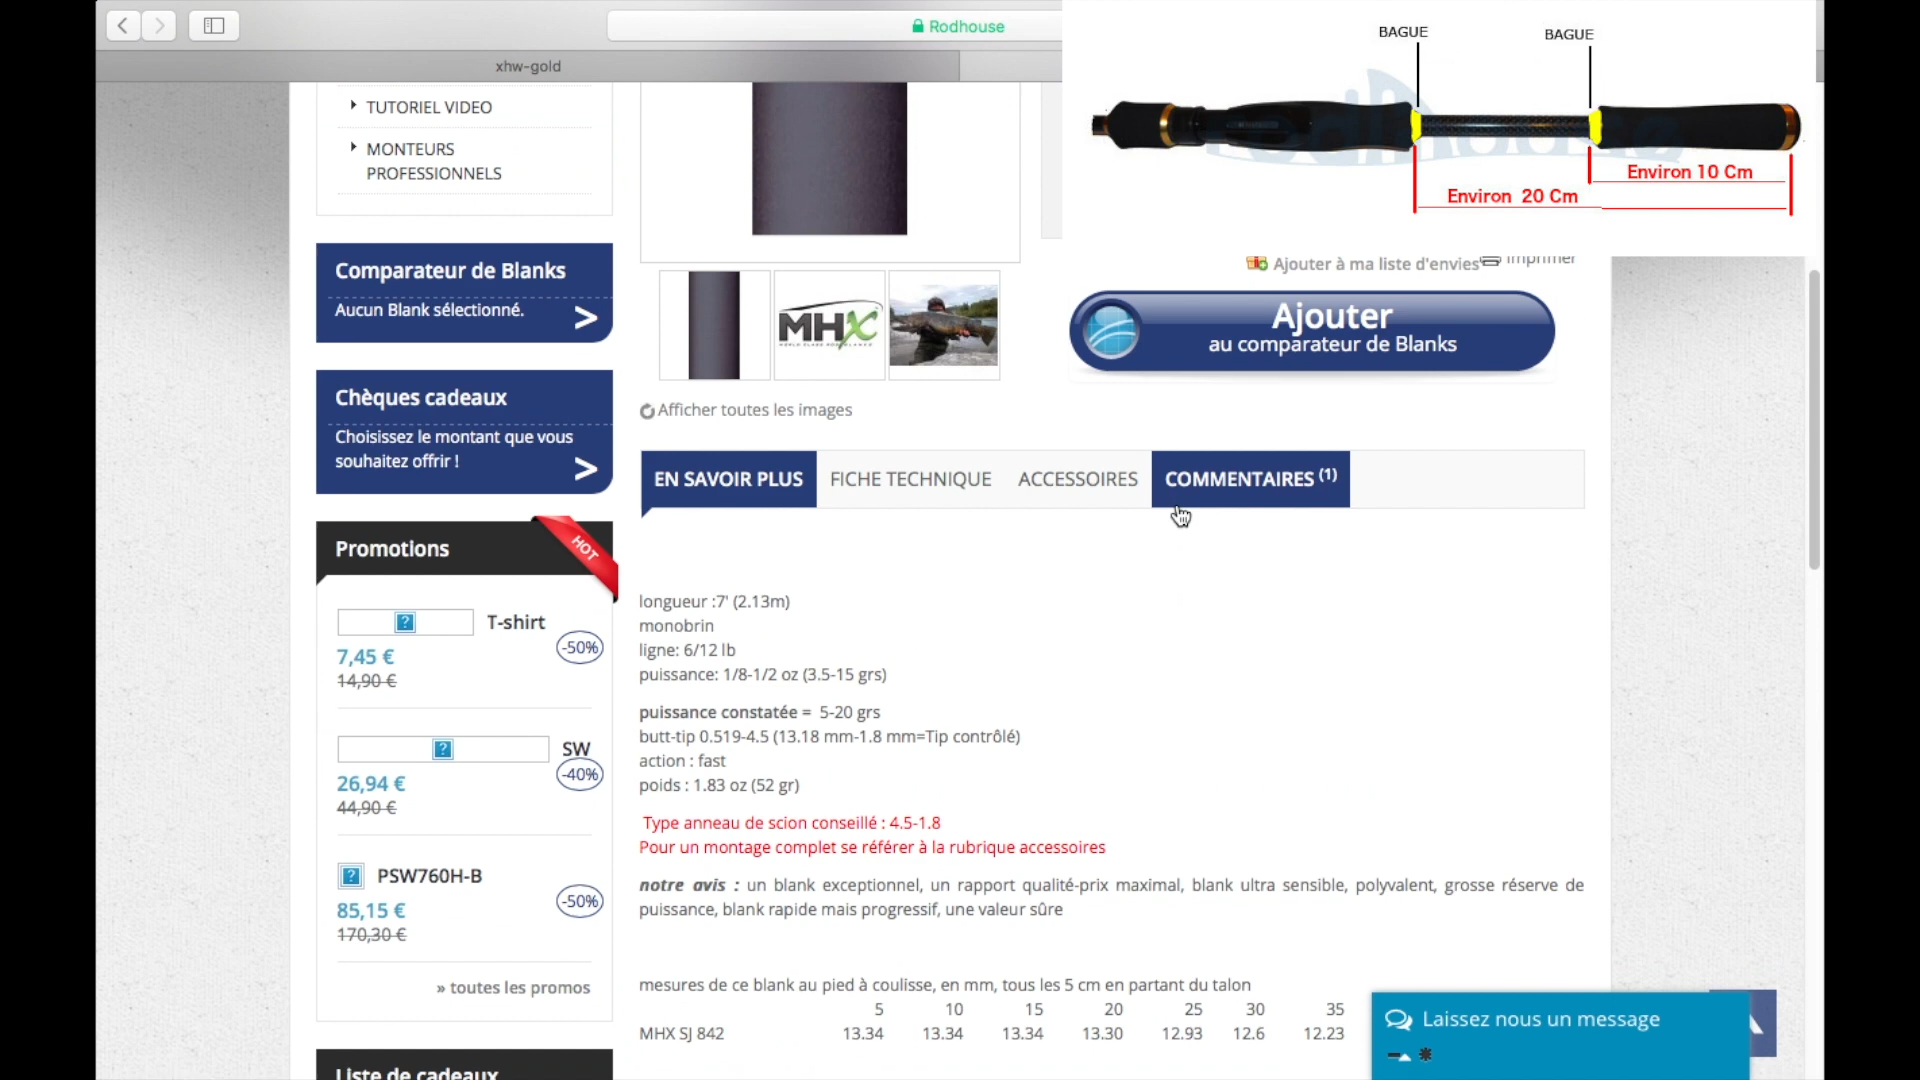 Rodhouse
xhw-gold
TUTORIEL VIDEO
MONTEURS
PROFESSIONNELS
Comparateur de Blanks
Aucun Blank sélectionné.
Chèques cadeaux
Choisissez le montant que vous
souhaitez offrir !
Promotions
HOT
T-shirt
-50%
7,45 €
14,90 €
SW
-40%
26,94 €
44,90 €
PSW760H-B
-50%
85,15 €
170,30 €
» toutes les promos
Liste de cadeaux
MHX
Afficher toutes les images
BAGUE
BAGUE
Environ 10 Cm
Environ 20 Cm
Ajouter à ma liste d'envies
Imprimer
Ajouter
au comparateur de Blanks
EN SAVOIR PLUS FICHE TECHNIQUE ACCESSOIRES COMMENTAIRES (1)
longueur :7' (2.13m)
monobrin
ligne: 6/12 lb
puissance: 1/8-1/2 oz (3.5-15 grs)
puissance constatée = 5-20 grs
butt-tip 0.519-4.5 (13.18 mm-1.8 mm=Tip contrôlé)
action : fast
poids : 1.83 oz (52 gr)
Type anneau de scion conseillé : 4.5-1.8
Pour un montage complet se référer à la rubrique accessoires
notre avis : un blank exceptionnel, un rapport qualité-prix maximal, blank ultra sensible, polyvalent, grosse réserve de
puissance, blank rapide mais progressif, une valeur sûre
mesures de ce blank au pied à coulisse, en mm, tous les 5 cm en partant du talon
5 10 15 20 25 30 35
MHX SJ 842 13.34 13.34 13.34 13.30 12.93 12.6 12.23
Laissez nous un message